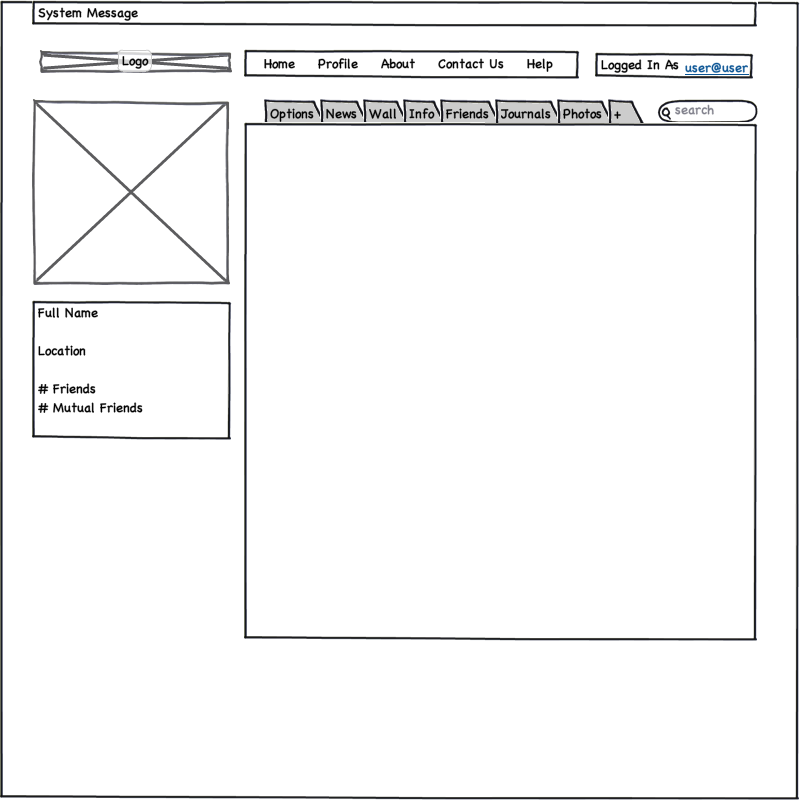 System Message
Logo
Home Profile About Contact Us Help
Logged In As user@user
Options News Wall Info Friends Journals Photos +
search
Full Name
Location
# Friends
# Mutual Friends